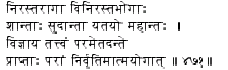 निरस्तरागा विनिरस्तभोगाः
शान्ताः सुदान्ता यतयो महान्तः ।
विज्ञाय तत्त्वं परमेतदन्ते
प्राप्ताः परां निर्वृतिमात्मयोगात् ॥ ४७१॥